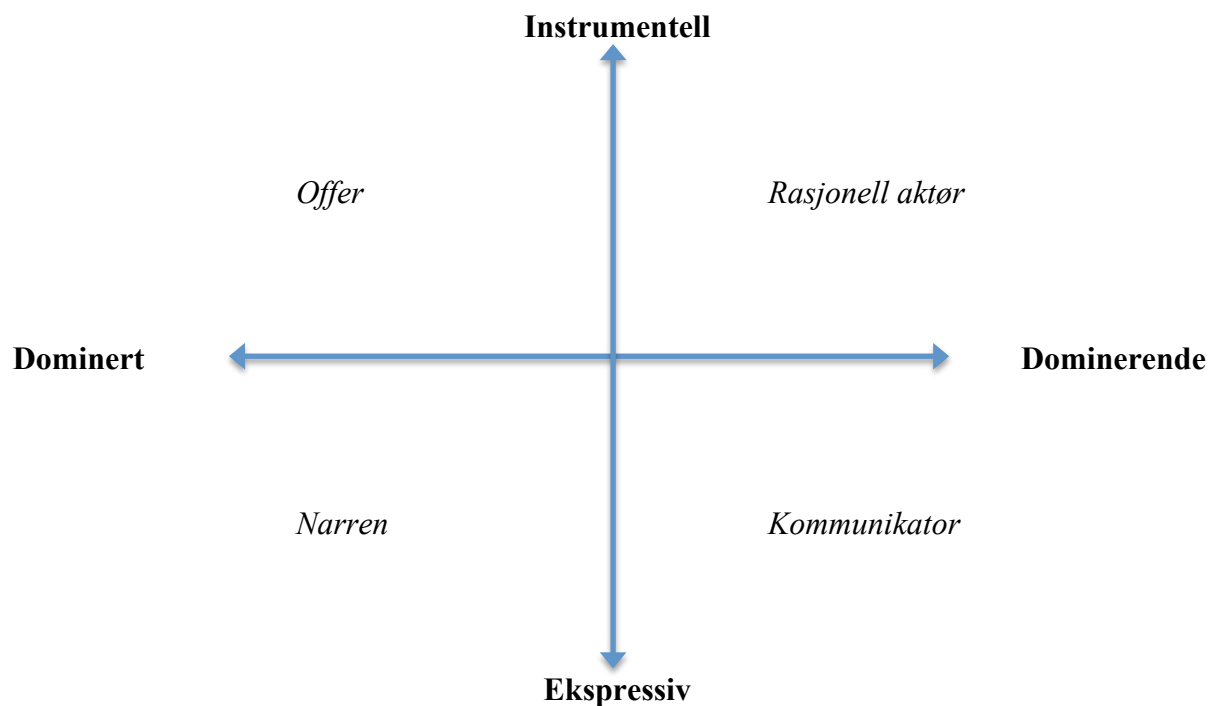 Instrumentell
Offer
Rasjonell aktør
Dominert
Dominerende
Narren
Kommunikator
Ekspressiv